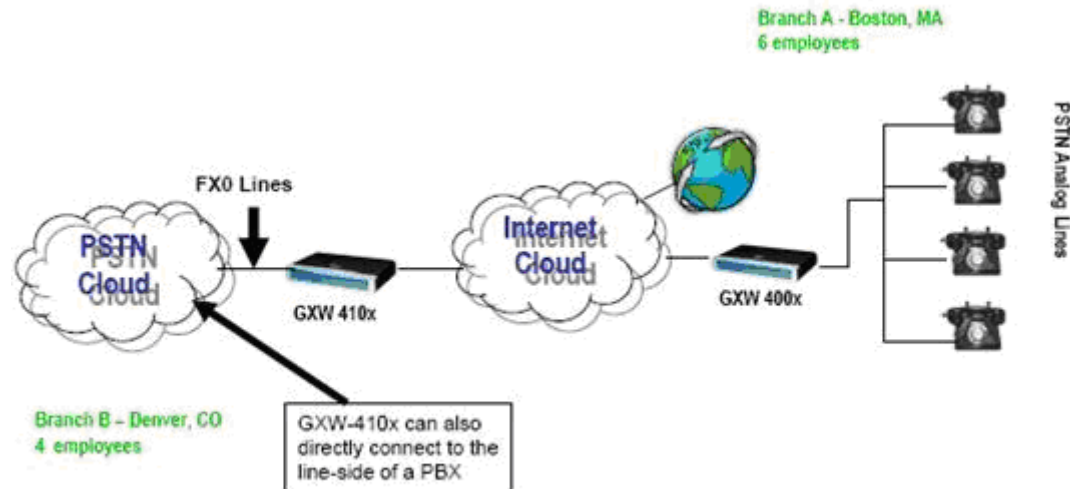 Branch A - Boston, MA
6 employees
PSTN Analog Lines
FX0 Lines
PSTN
Cloud
Internet
Cloud
GXW 410x
GXW 400x
Branch B – Denver, CO
4 employees
GXW-410x can also
directly connect to the
line-side of a PBX